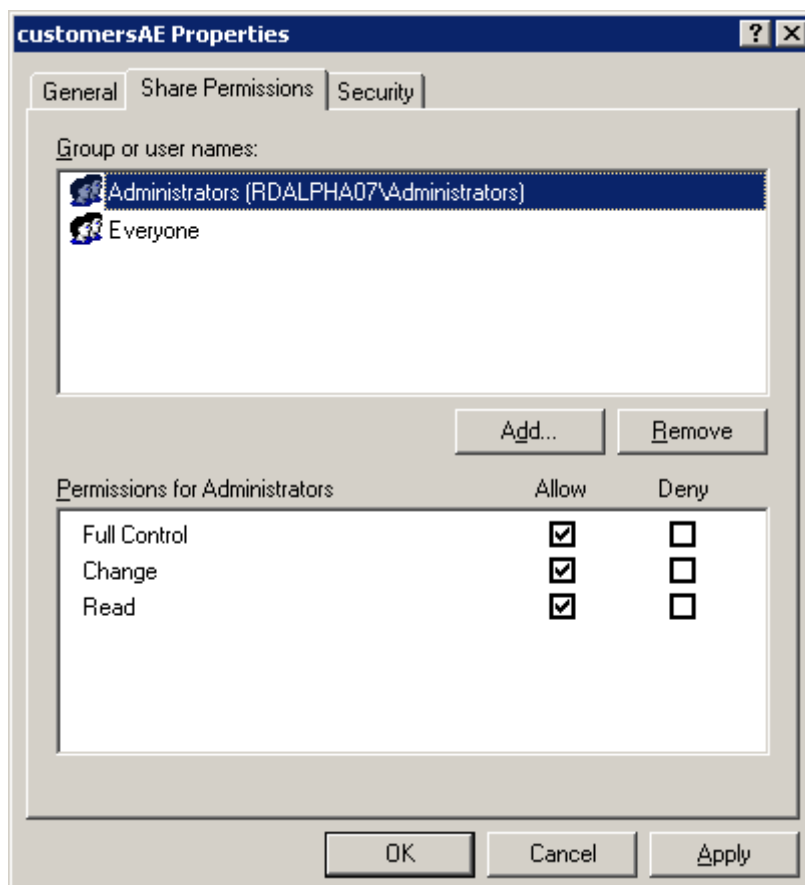 customersAE Properties
General Share Permissions Security
Group or user names:
Administrators (RDALPHA07\Administrators)
Everyone
Add... Remove
Permissions for Administrators Allow Deny
Full Control
Change
Read
OK Cancel Apply